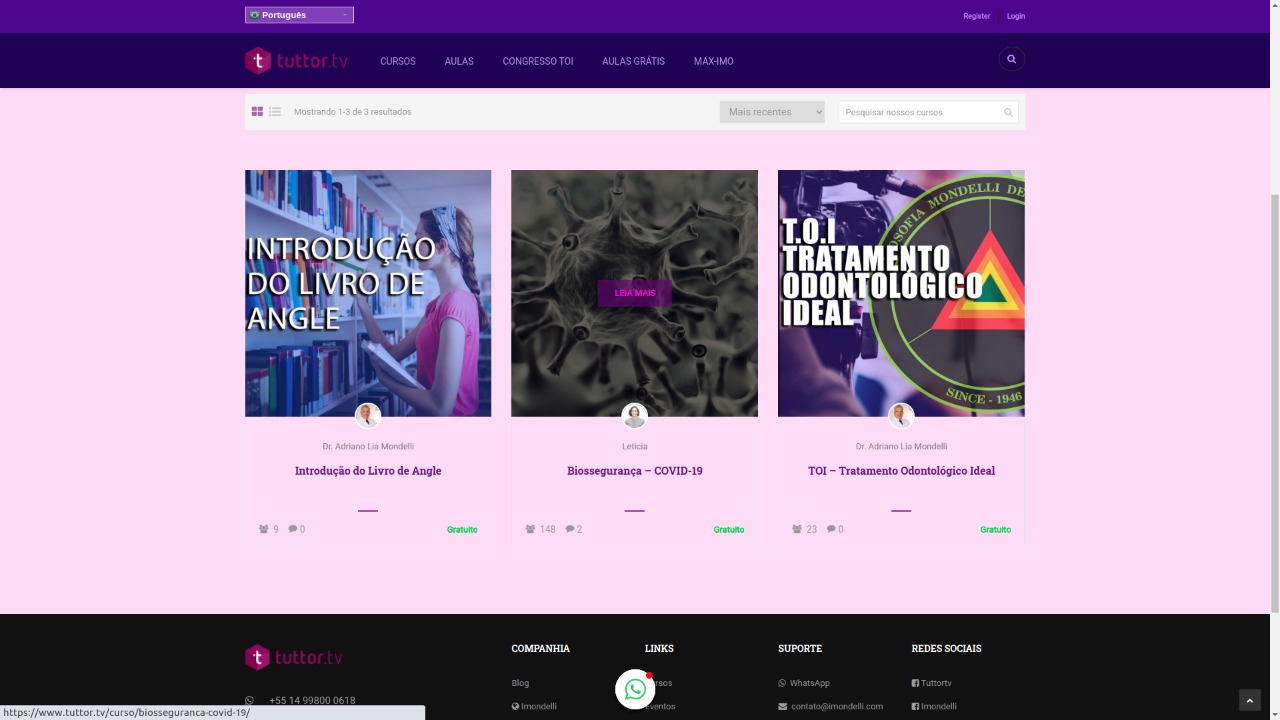 Português
Register
Login
tuttor.tv
CURSOS
AULAS
CONGRESSO TOI
AULAS GRÁTIS
MAX-IMO
Mostrando 1-3 de 3 resultados
Mais recentes
Pesquisar nossos cursos
INTRODUÇÃO
DO LIVRO DE
ANGLE
LEIA MAIS
T.O.I
TRATAMENTO
ODONTOLÓGICO
IDEAL
OSOFIA MONDELLI DE
SINCE - 1946
Dr. Adriano Lia Mondelli
Introdução do Livro de Angle
9
0
Gratuito
Leticia
Biossegurança – COVID-19
148
2
Gratuito
Dr. Adriano Lia Mondelli
TOI – Tratamento Odontológico Ideal
23
0
Gratuito
tuttor.tv
+55 14 99800 0618
COMPANHIA
Blog
Imondelli
LINKS
rsos
Eventos
SUPORTE
WhatsApp
contato@imondelli.com
REDES SOCIAIS
Tuttortv
Imondelli
https://www.tuttor.tv/curso/biosseguranca-covid-19/